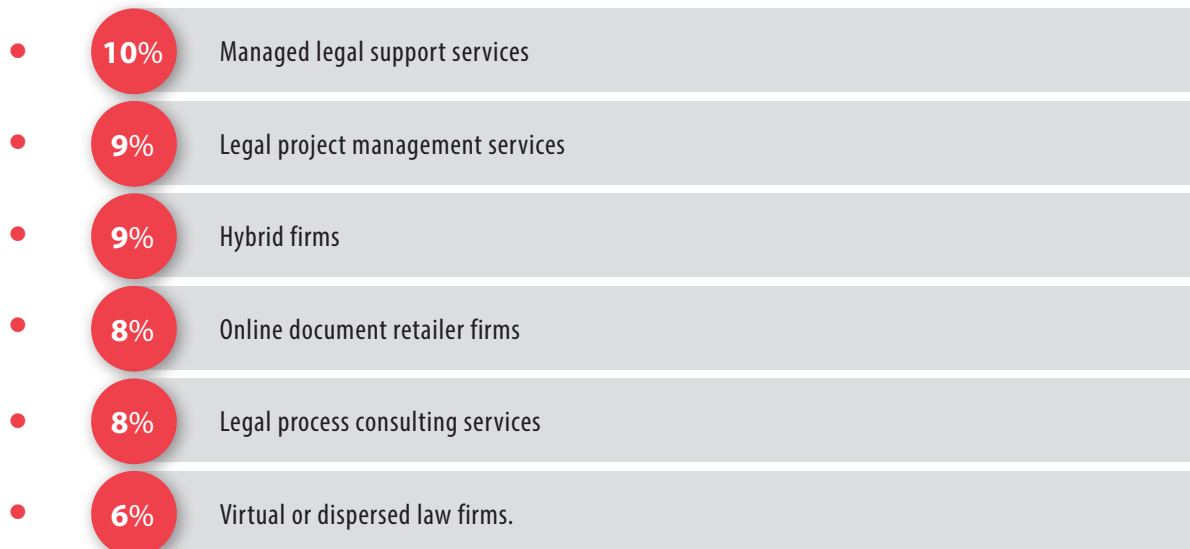 10% Managed legal support services
9% Legal project management services
9% Hybrid firms
8% Online document retailer firms
8% Legal process consulting services
6% Virtual or dispersed law firms.